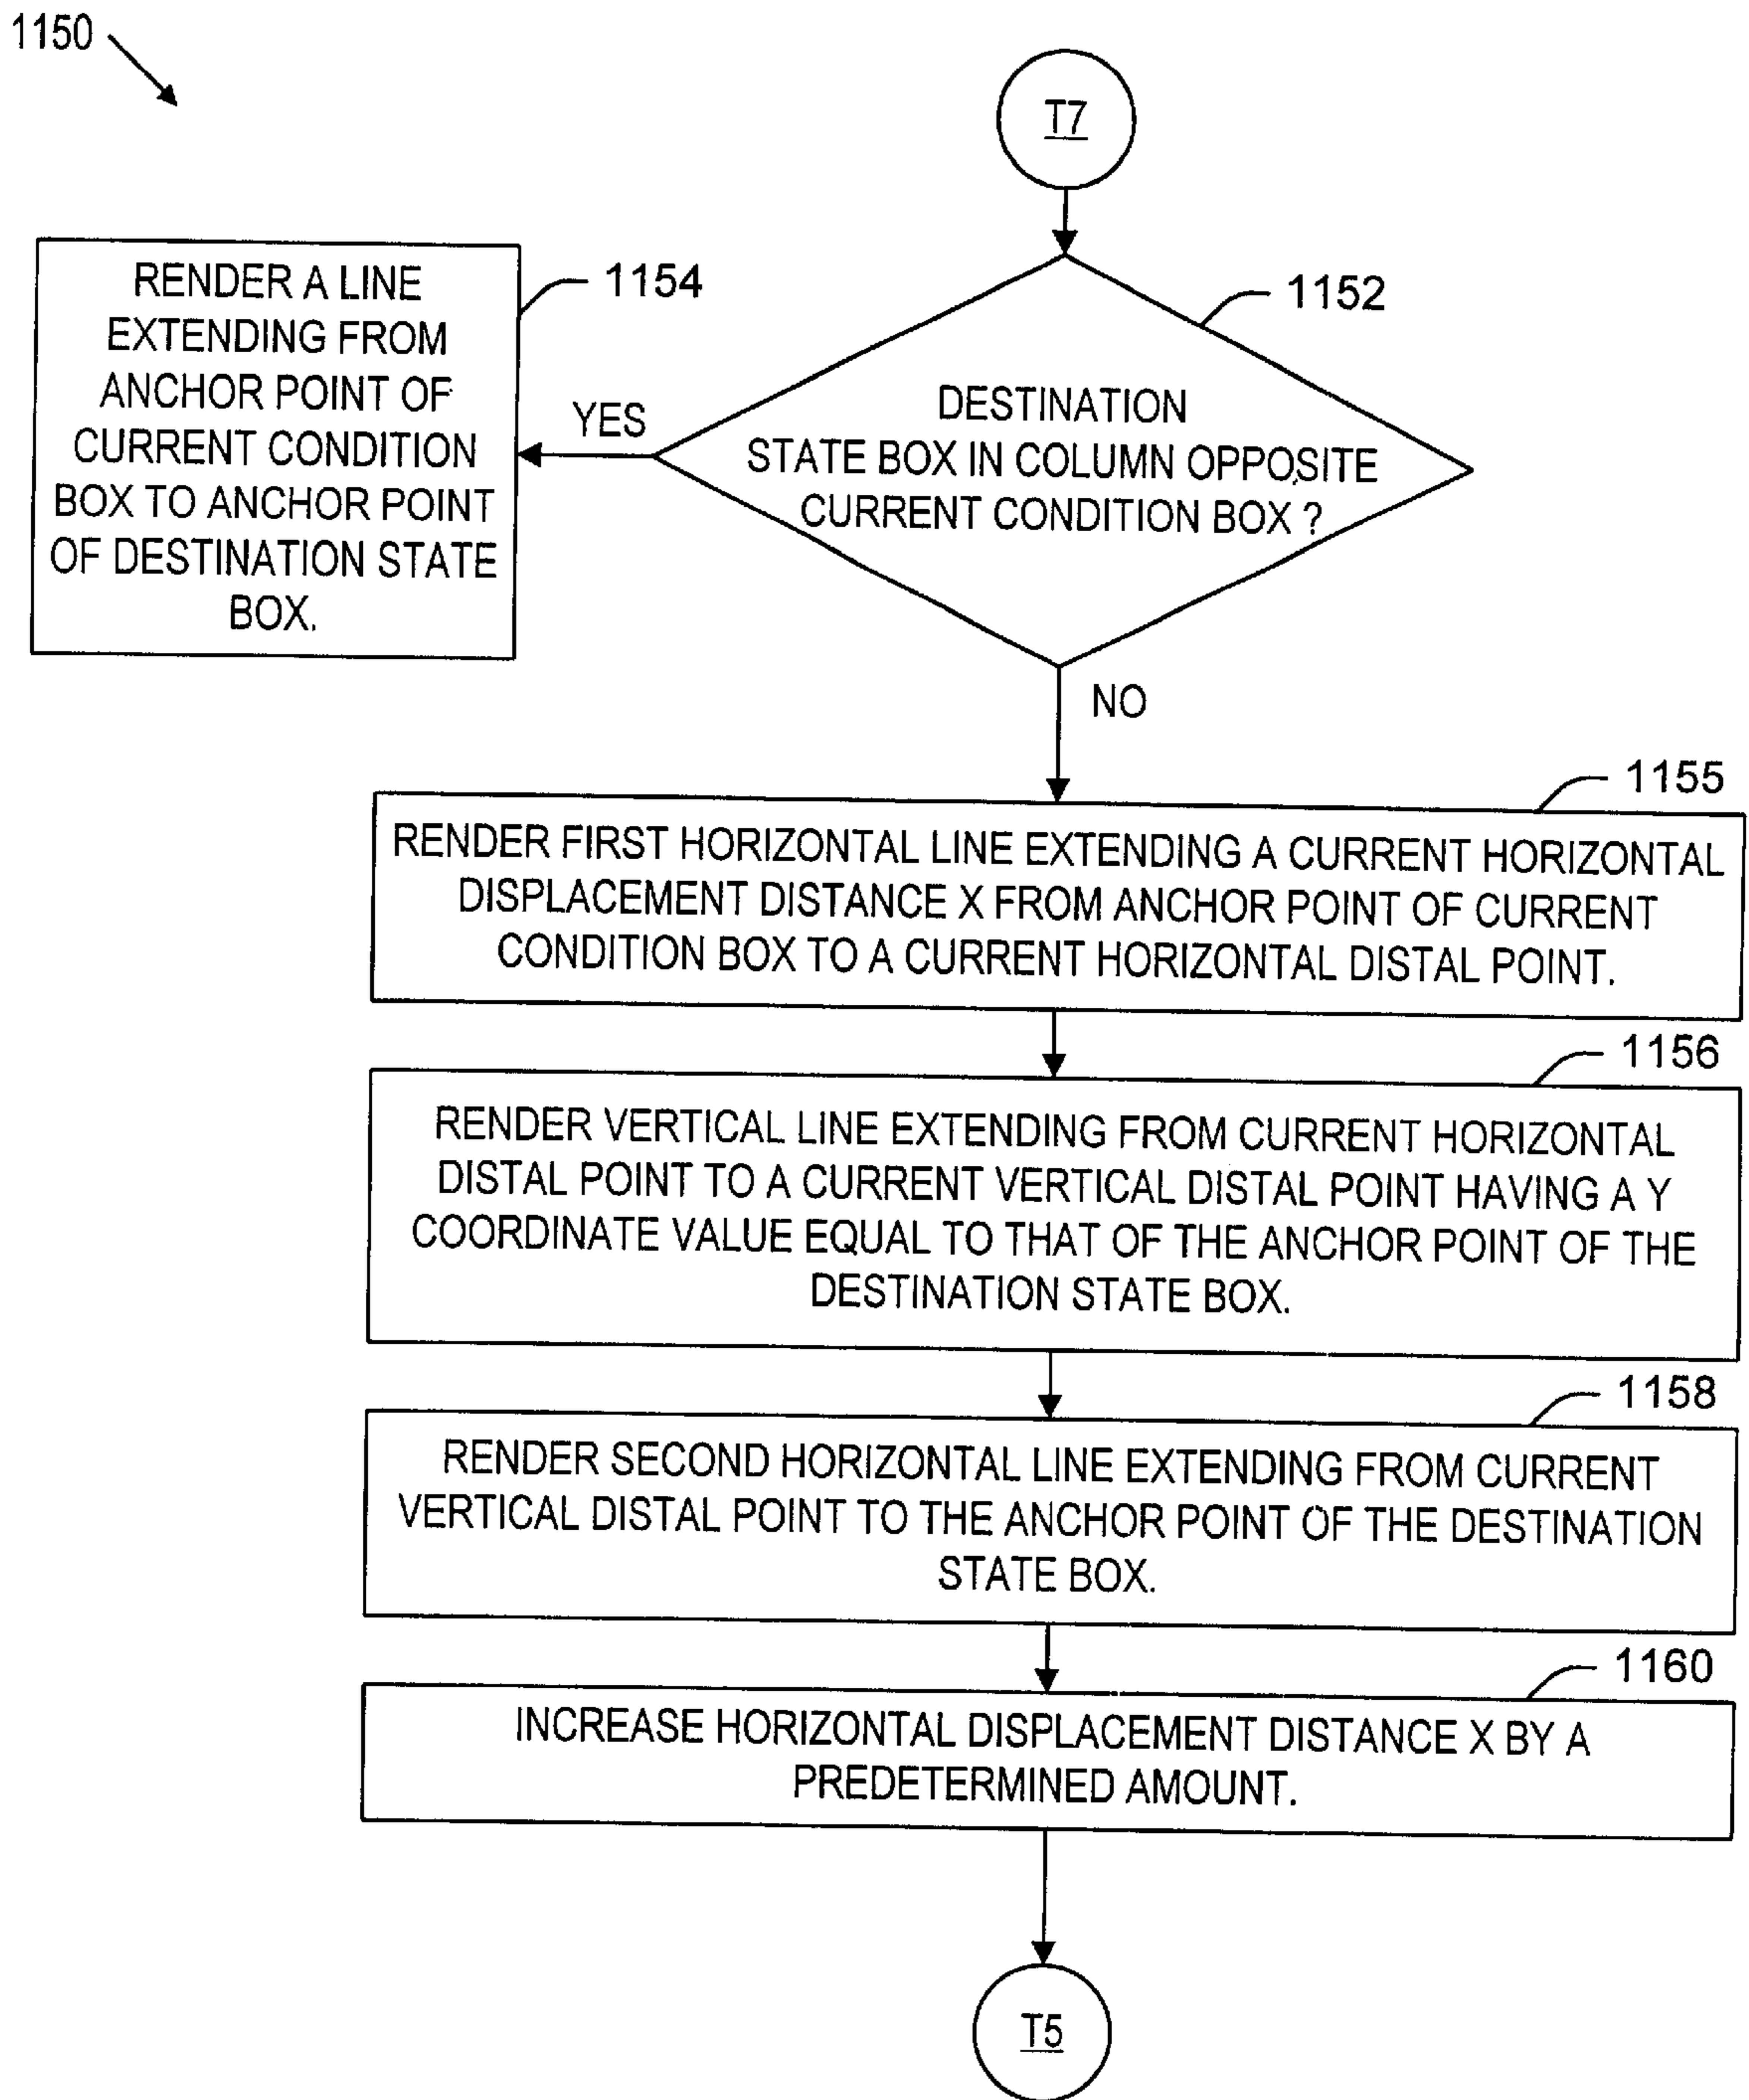 1150
T7
RENDER A LINE
EXTENDING FROM
ANCHOR POINT OF
CURRENT CONDITION
BOX TO ANCHOR POINT
OF DESTINATION STATE
BOX.
1154
YES
1152
DESTINATION
STATE BOX IN COLUMN OPPOSITE
CURRENT CONDITION BOX ?
NO
1155
RENDER FIRST HORIZONTAL LINE EXTENDING A CURRENT HORIZONTAL
DISPLACEMENT DISTANCE X FROM ANCHOR POINT OF CURRENT
CONDITION BOX TO A CURRENT HORIZONTAL DISTAL POINT.
1156
RENDER VERTICAL LINE EXTENDING FROM CURRENT HORIZONTAL
DISTAL POINT TO A CURRENT VERTICAL DISTAL POINT HAVING A Y
COORDINATE VALUE EQUAL TO THAT OF THE ANCHOR POINT OF THE
DESTINATION STATE BOX.
1158
RENDER SECOND HORIZONTAL LINE EXTENDING FROM CURRENT
VERTICAL DISTAL POINT TO THE ANCHOR POINT OF THE DESTINATION
STATE BOX.
1160
INCREASE HORIZONTAL DISPLACEMENT DISTANCE X BY A
PREDETERMINED AMOUNT.
T5